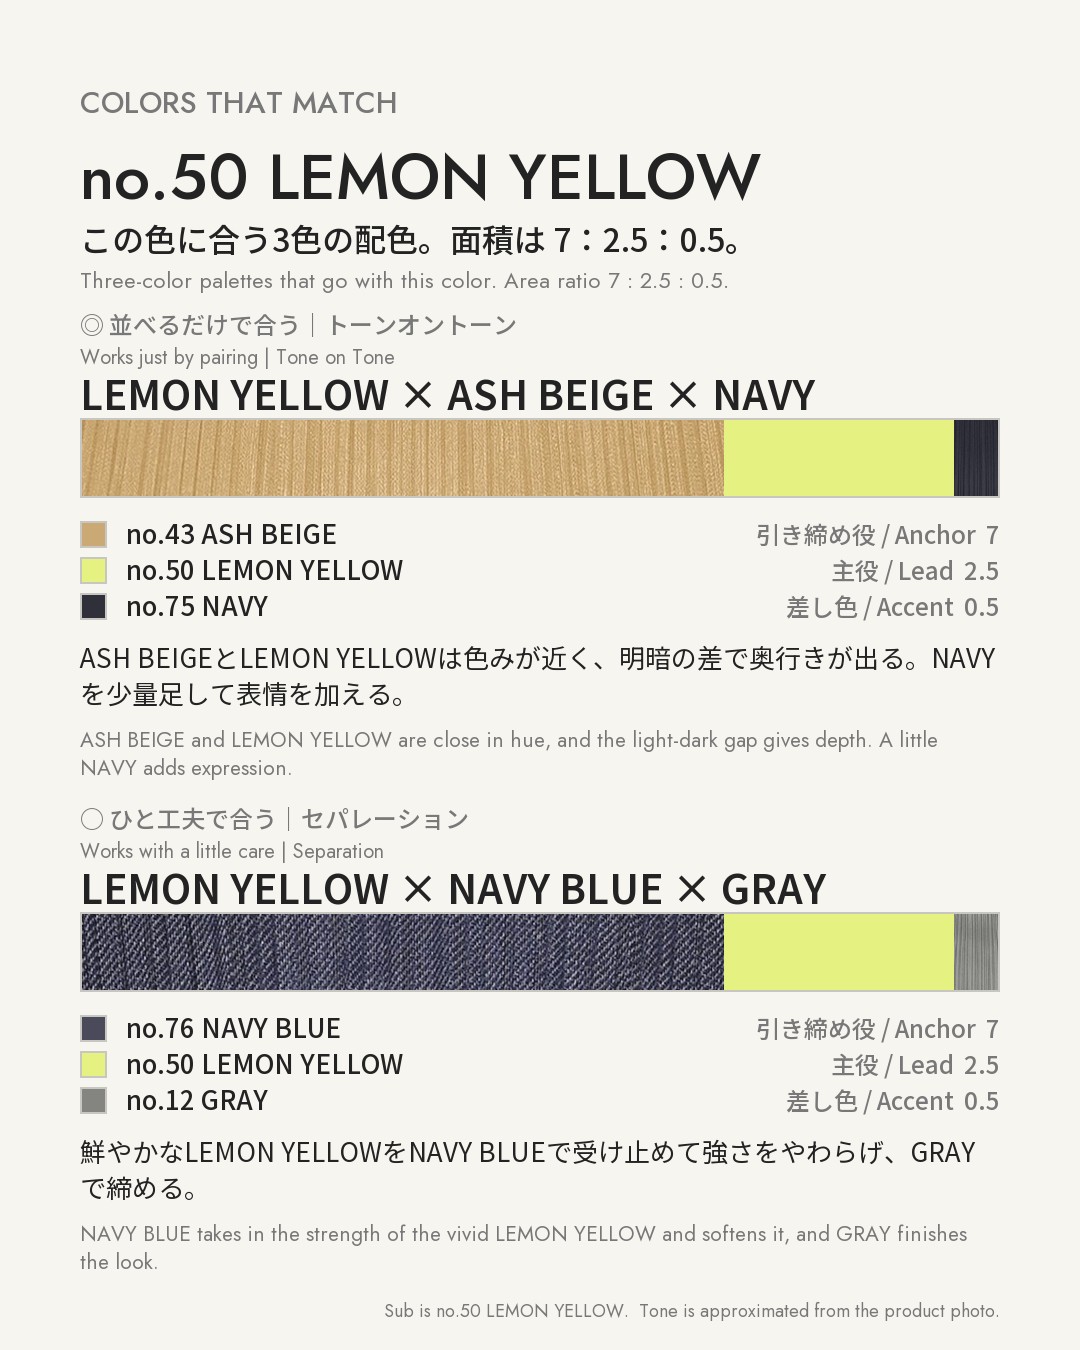 COLORS THAT MATCH
no.50 LEMON YELLOW
この色に合う3色の配色。面積は 7：2.5：0.5。
Three-color palettes that go with this color. Area ratio 7 : 2.5 : 0.5.
◎ 並べるだけで合う｜トーンオントーン
Works just by pairing | Tone on Tone
LEMON YELLOW × ASH BEIGE × NAVY
no.43 ASH BEIGE 引き締め役 / Anchor 7
no.50 LEMON YELLOW 主役 / Lead 2.5
no.75 NAVY 差し色 / Accent 0.5
ASH BEIGEとLEMON YELLOWは色みが近く、明暗の差で奥行きが出る。NAVY
を少量足して表情を加える。
ASH BEIGE and LEMON YELLOW are close in hue, and the light-dark gap gives depth. A little
NAVY adds expression.
○ ひと工夫で合う｜セパレーション
Works with a little care | Separation
LEMON YELLOW × NAVY BLUE × GRAY
no.76 NAVY BLUE 引き締め役 / Anchor 7
no.50 LEMON YELLOW 主役 / Lead 2.5
no.12 GRAY 差し色 / Accent 0.5
鮮やかなLEMON YELLOWをNAVY BLUEで受け止めて強さをやわらげ、GRAY
で締める。
NAVY BLUE takes in the strength of the vivid LEMON YELLOW and softens it, and GRAY finishes
the look.
Sub is no.50 LEMON YELLOW. Tone is approximated from the product photo.